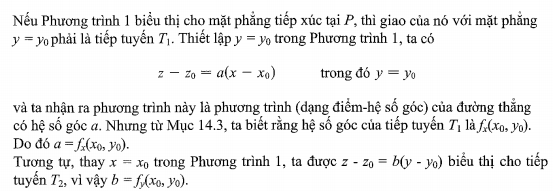 Nếu Phương trình 1 biểu thị cho mặt phẳng tiếp xúc tại P, thì giao của nó với mặt phẳng
y = y₀ phải là tiếp tuyến T₁. Thiết lập y = y₀ trong Phương trình 1, ta có
z − z₀ = a(x − x₀) trong đó y = y₀
và ta nhận ra phương trình này là phương trình (dạng điểm-hệ số góc) của đường thẳng
có hệ số góc a. Nhưng từ Mục 14.3, ta biết rằng hệ số góc của tiếp tuyến T₁ là fₓ(x₀, y₀).
Do đó a = fₓ(x₀, y₀).
Tương tự, thay x = x₀ trong Phương trình 1, ta được z - z₀ = b(y - y₀) biểu thị cho tiếp
tuyến T₂, vì vậy b = f_y(x₀, y₀).